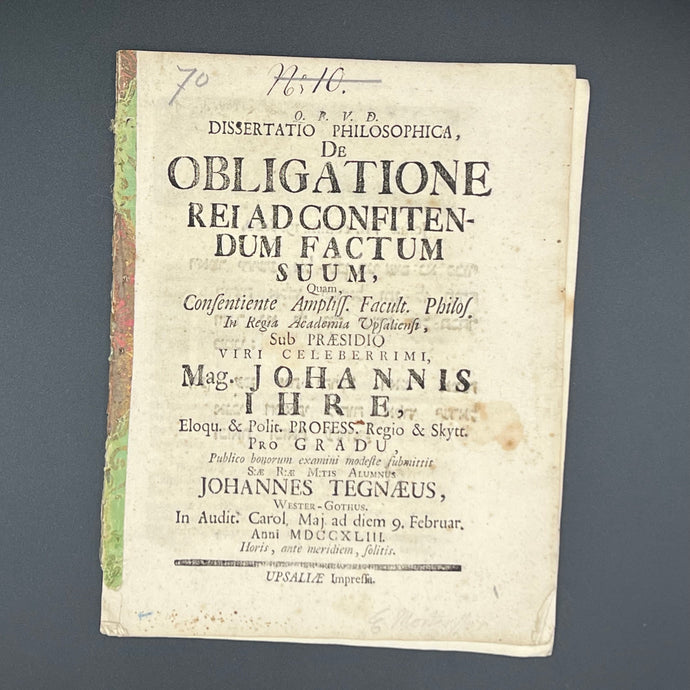 70 No 10.
O. P. V. D.
DISSERTATIO PHILOSOPHICA,
DE
OBLIGATIONE
REI AD CONFITEN-
DUM FACTUM
SUUM,
Quam,
Consentiente Ampliss. Facult. Philos.
In Regia Academia Upsaliensi,
Sub PRÆSIDIO
VIRI CELEBERRIMI,
Mag. JOHANNIS
IHRE,
Eloqu. & Polit. PROFESS. Regio & Skytt.
PRO GRADU,
Publico bonorum examini modeste submittit
S:Æ R:Æ M:TIS ALUMNUS
JOHANNES TEGNÆUS,
WESTER-GOTHUS.
In Audit. Carol. Maj. ad diem 9. Februar.
Anni MDCCXLIII.
Horis, ante meridiem, solitis.
UPSALIÆ Impressa.